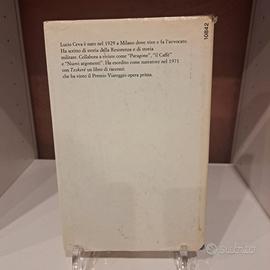 Lucio Ceva è nato nel 1929 a Milano dove vive e fa l'avvocato.
Ha scritto di storia della Resistenza e di storia
militare. Collabora a riviste come "Paragone", "Il Caffè"
e "Nuovi argomenti". Ha esordito come narratore nel 1971
con Teskeré un libro di racconti
che ha vinto il Premio Viareggio opera prima.
10842
Subito